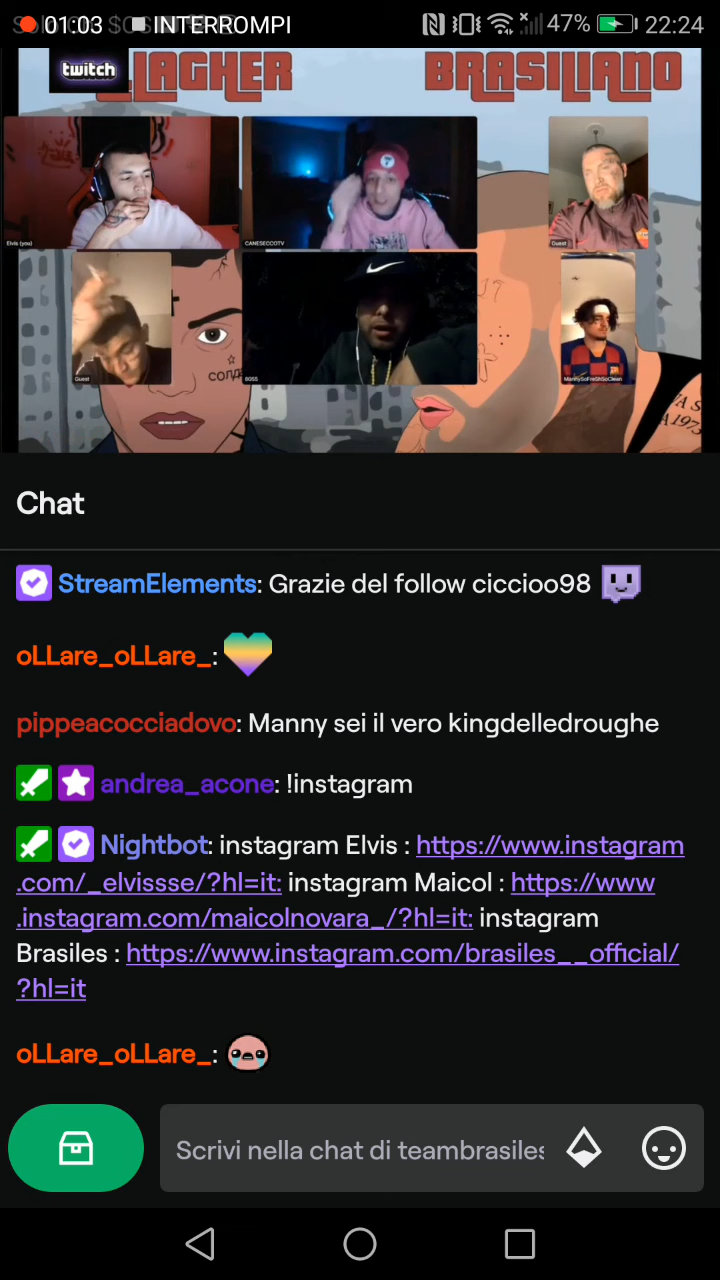 01:03 INTERROMPI 47% 22:24
twitch LAGHER BRASILIANO
Elvis (you)
CANESECCOTV
Guest
Guest
BOSS
MannySoFreshSoClean
солда
A 1973
Chat
StreamElements: Grazie del follow ciccioo98
oLLare_oLLare_:
pippeacocciadovo: Manny sei il vero kingdelledroughe
andrea_acone: !instagram
Nightbot: instagram Elvis : https://www.instagram
.com/_elvissse/?hl=it: instagram Maicol : https://www
.instagram.com/maicolnovara_/?hl=it: instagram
Brasiles : https://www.instagram.com/brasiles__official/
?hl=it
oLLare_oLLare_:
Scrivi nella chat di teambrasiles